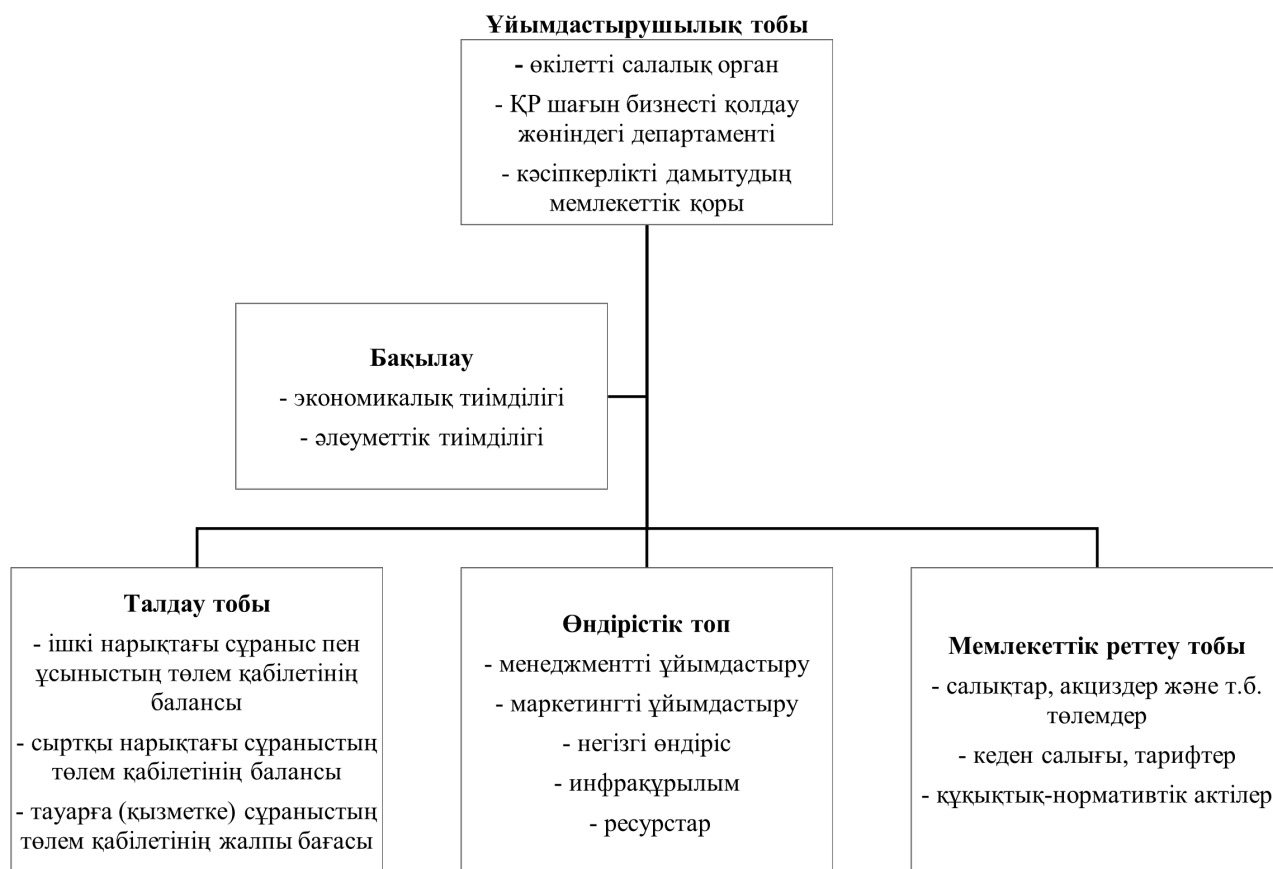 Ұйымдастырушылық тобы
- өкілетті салалық орган
- ҚР шағын бизнесті қолдау
жөніндегі департаменті
- кәсіпкерлікті дамытудың
мемлекеттік қоры
Бақылау
- экономикалық тиімділігі
- әлеуметтік тиімділігі
Талдау тобы
- ішкі нарықтағы сұраныс пен
ұсыныстың төлем қабілетінің
балансы
- сыртқы нарықтағы сұраныстың
төлем қабілетінің балансы
- тауарға (қызметке) сұраныстың
төлем қабілетінің жалпы бағасы
Өндірістік топ
- менеджментті ұйымдастыру
- маркетингті ұйымдастыру
- негізгі өндіріс
- инфрақұрылым
- ресурстар
Мемлекеттік реттеу тобы
- салықтар, акциздер және т.б.
төлемдер
- кеден салығы, тарифтер
- құқықтық-нормативтік актілер